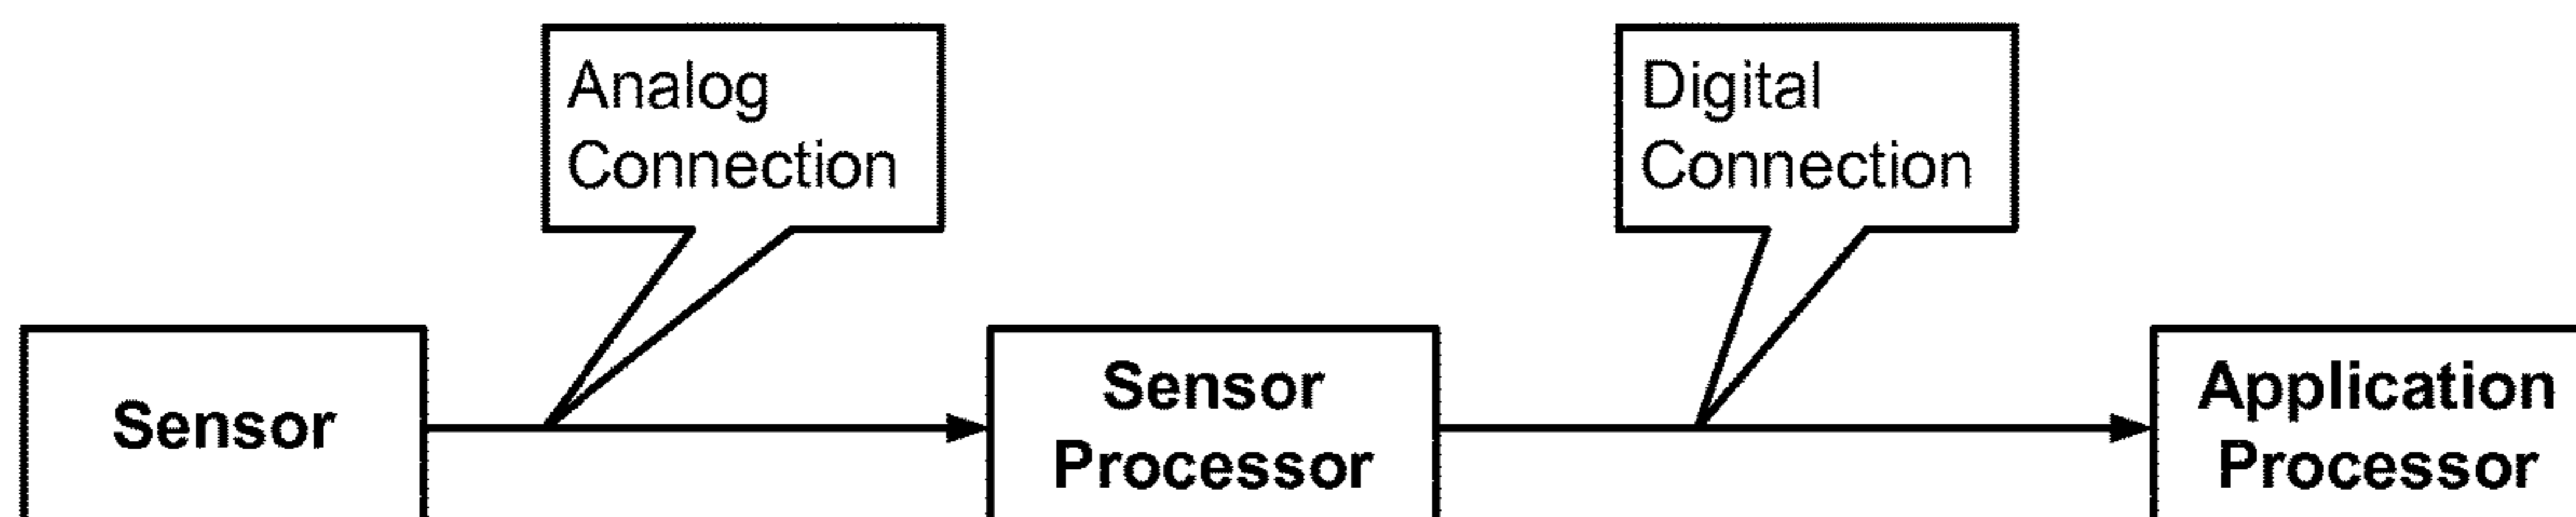 Analog
Connection
Digital
Connection
Sensor
Sensor
Processor
Application
Processor